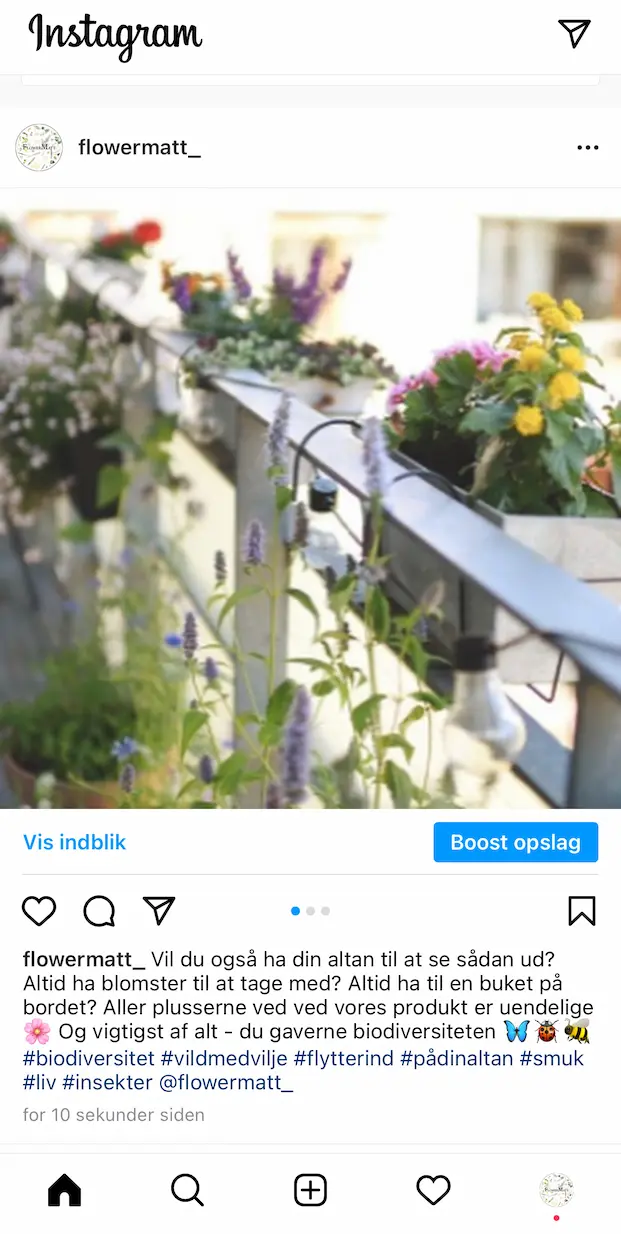 Instagram
flowermatt_
Vis indblik
Boost opslag
flowermatt_ Vil du også ha din altan til at se sådan ud?
Altid ha blomster til at tage med? Altid ha til en buket på
bordet? Aller plusserne ved ved vores produkt er uendelige
🌸 Og vigtigst af alt - du gaverne biodiversiteten 🦋🐞🐝
#biodiversitet #vildmedvilje #flytterind #pådinaltan #smuk
#liv #insekter @flowermatt_
for 10 sekunder siden